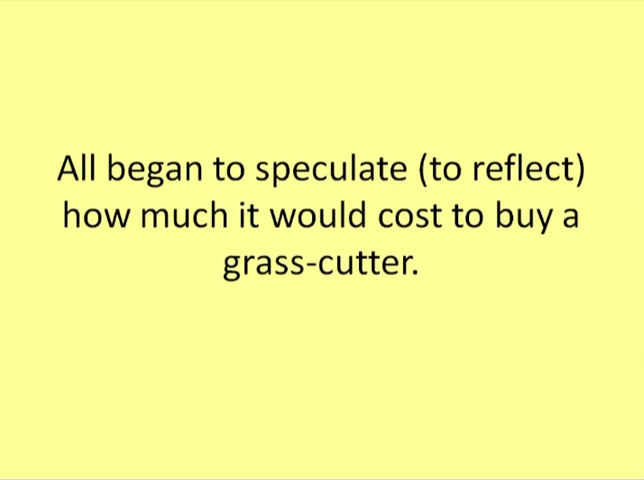 All began to speculate (to reflect)
how much it would cost to buy a
grass-cutter.